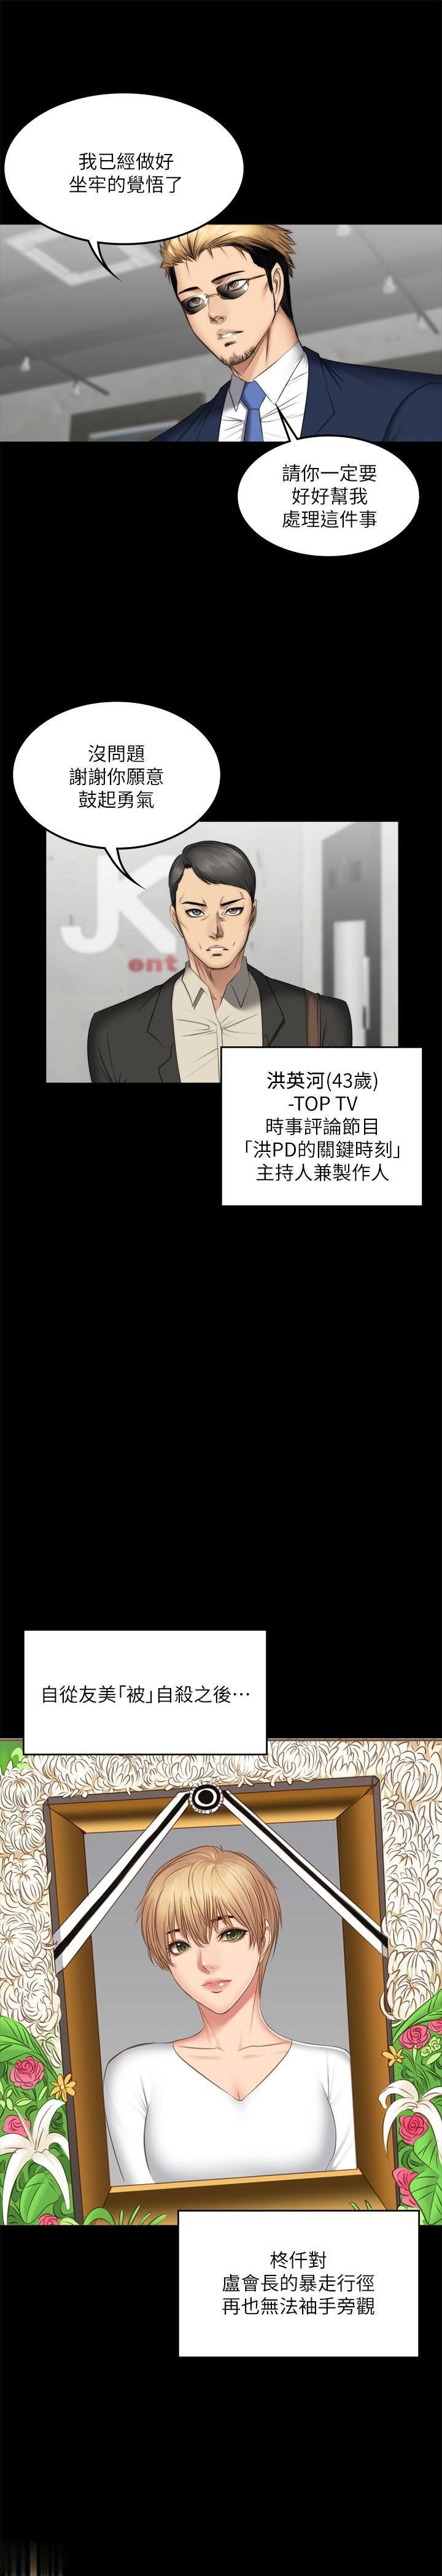 我已經做好
坐牢的覺悟了
請你一定要
好好幫我
處理這件事
沒問題
謝謝你願意
鼓起勇氣
JK
ent
洪英河(43歲)
-TOP TV
時事評論節目
「洪PD的關鍵時刻」
主持人兼製作人
自從友美「被」自殺之後…
柊仟對
盧會長的暴走行徑
再也無法袖手旁觀